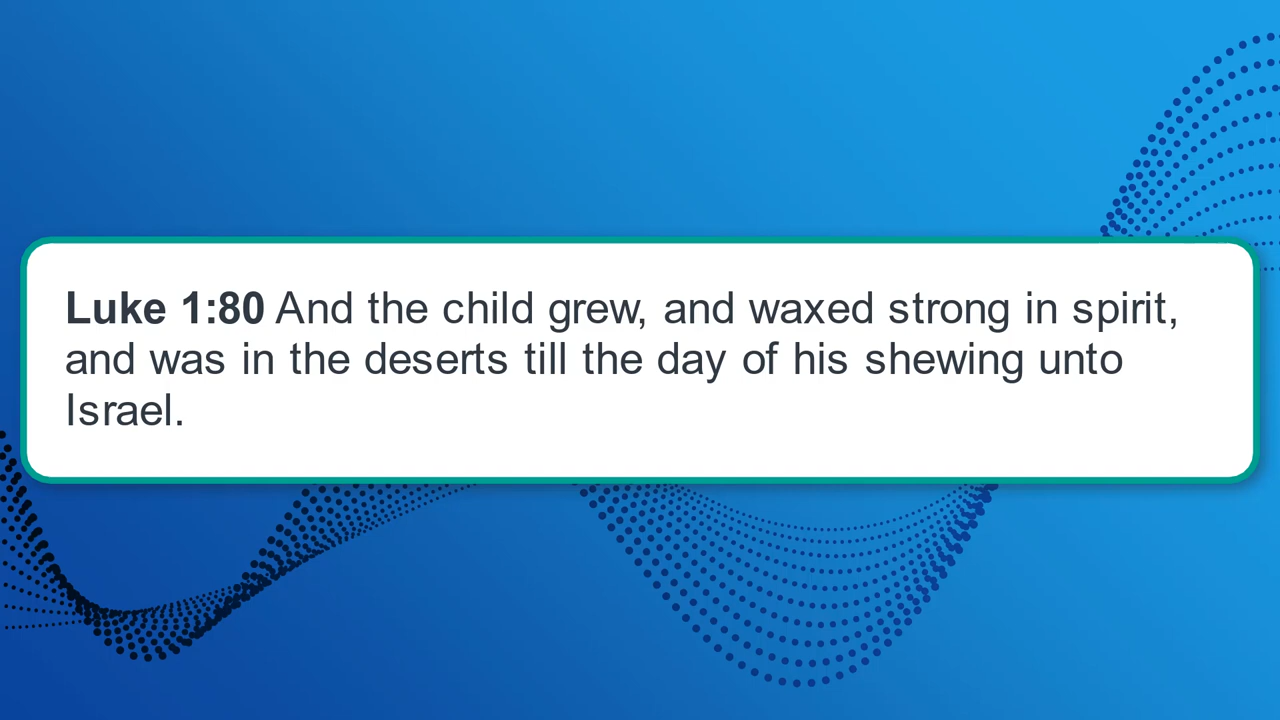 Luke 1:80 And the child grew, and waxed strong in spirit,
and was in the deserts till the day of his shewing unto
Israel.